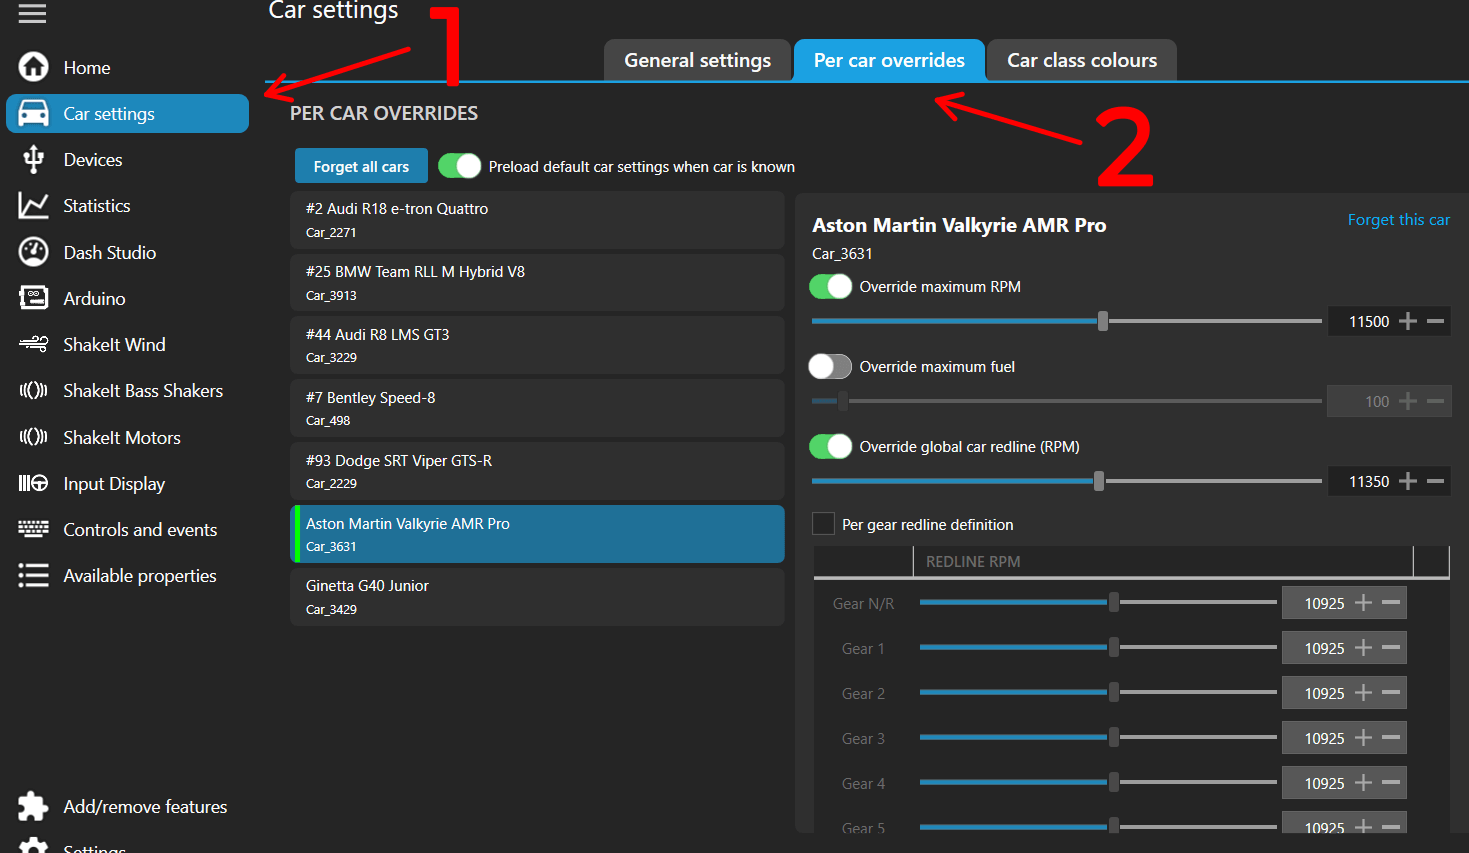 Car settings
1
Home
Car settings
Devices
Statistics
Dash Studio
Arduino
ShakeIt Wind
ShakeIt Bass Shakers
ShakeIt Motors
Input Display
Controls and events
Available properties
Add/remove features
Settings
General settings
Per car overrides
Car class colours
2
PER CAR OVERRIDES
Forget all cars
Preload default car settings when car is known
#2 Audi R18 e-tron Quattro
Car_2271
#25 BMW Team RLL M Hybrid V8
Car_3913
#44 Audi R8 LMS GT3
Car_3229
#7 Bentley Speed-8
Car_498
#93 Dodge SRT Viper GTS-R
Car_2229
Aston Martin Valkyrie AMR Pro
Car_3631
Ginetta G40 Junior
Car_3429
Aston Martin Valkyrie AMR Pro
Forget this car
Car_3631
Override maximum RPM
11500
Override maximum fuel
100
Override global car redline (RPM)
11350
Per gear redline definition
REDLINE RPM
Gear N/R 10925
Gear 1 10925
Gear 2 10925
Gear 3 10925
Gear 4 10925
Gear 5 10925